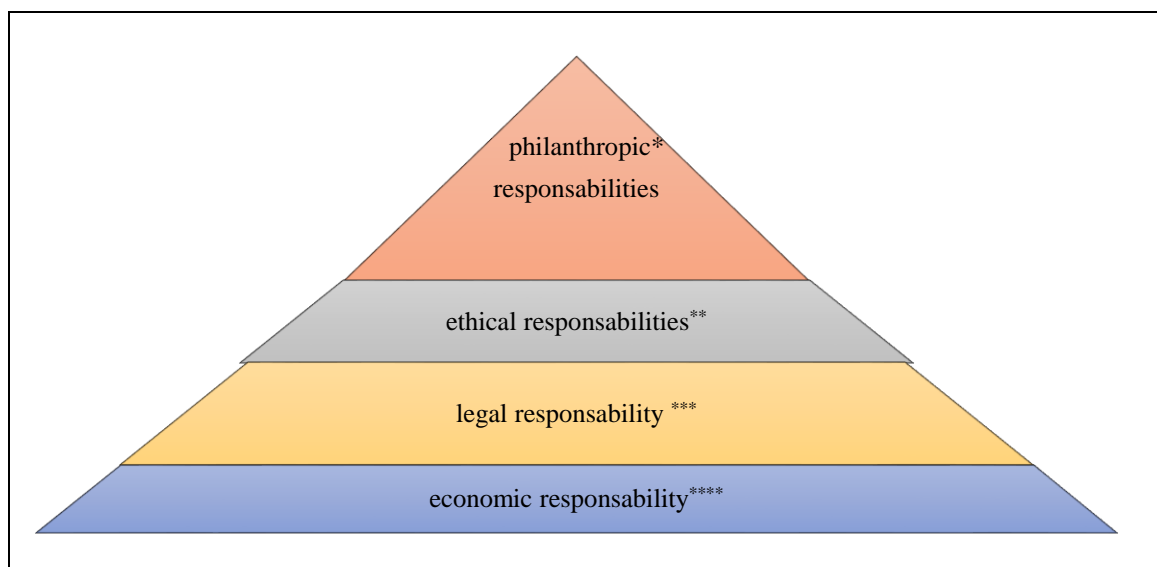 philanthropic*
responsabilities
ethical responsabilities**
legal responsability ***
economic responsability****